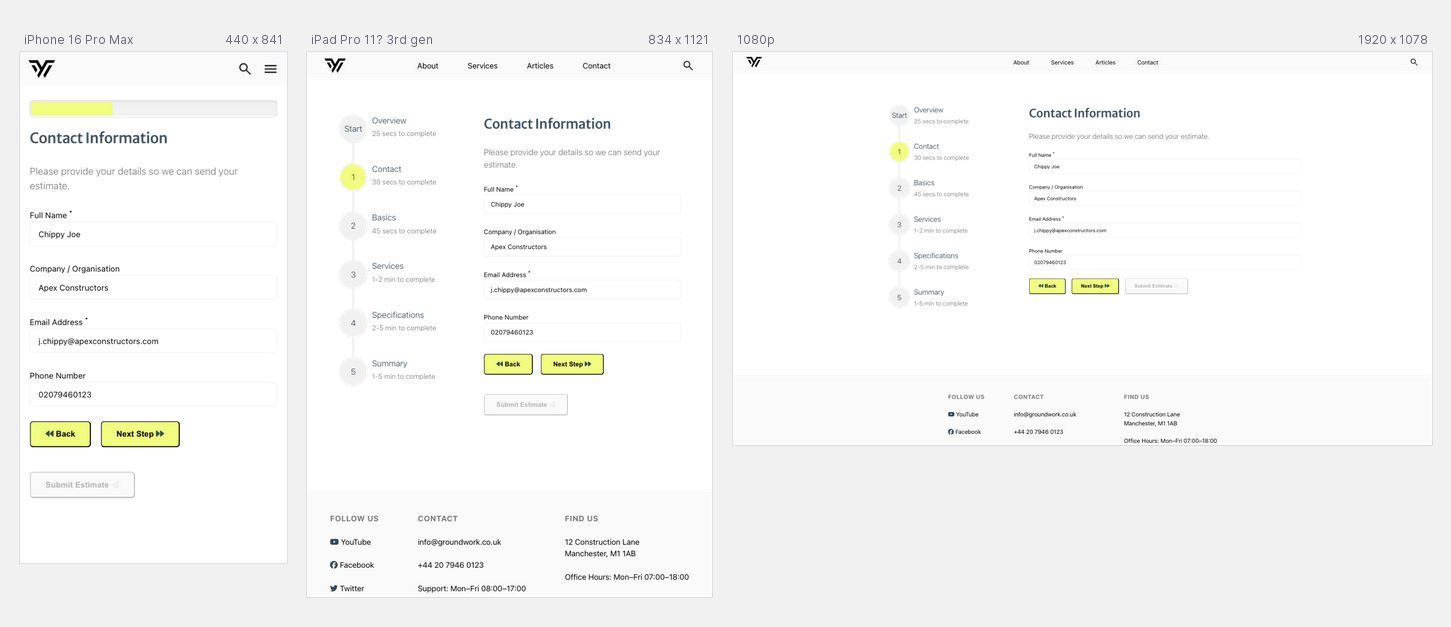 iPhone 16 Pro Max 440 x 841
Contact Information
Please provide your details so we can send your
estimate.
Full Name *
Chippy Joe
Company / Organisation
Apex Constructors
Email Address *
j.chippy@apexconstructors.com
Phone Number
02079460123
Back Next Step
Submit Estimate
iPad Pro 11? 3rd gen 834 x 1121
About Services Articles Contact
Start
Overview
25 secs to complete
1
Contact
30 secs to complete
2
Basics
45 secs to complete
3
Services
1-2 min to complete
4
Specifications
2-5 min to complete
5
Summary
1-5 min to complete
Contact Information
Please provide your details so we can send your
estimate.
Full Name *
Chippy Joe
Company / Organisation
Apex Constructors
Email Address *
j.chippy@apexconstructors.com
Phone Number
02079460123
Back Next Step
Submit Estimate
FOLLOW US
YouTube
Facebook
Twitter
CONTACT
info@groundwork.co.uk
+44 20 7946 0123
Support: Mon–Fri 08:00–17:00
FIND US
12 Construction Lane
Manchester, M1 1AB
Office Hours: Mon–Fri 07:00–18:00
1080p 1920 x 1078
About Services Articles Contact
Start
Overview
25 secs to complete
1
Contact
30 secs to complete
2
Basics
45 secs to complete
3
Services
1-2 min to complete
4
Specifications
2-5 min to complete
5
Summary
1-5 min to complete
Contact Information
Please provide your details so we can send your estimate.
Full Name *
Chippy Joe
Company / Organisation
Apex Constructors
Email Address *
j.chippy@apexconstructors.com
Phone Number
02079460123
Back Next Step Submit Estimate
FOLLOW US
YouTube
Facebook
CONTACT
info@groundwork.co.uk
+44 20 7946 0123
FIND US
12 Construction Lane
Manchester, M1 1AB
Office Hours: Mon–Fri 07:00–18:00